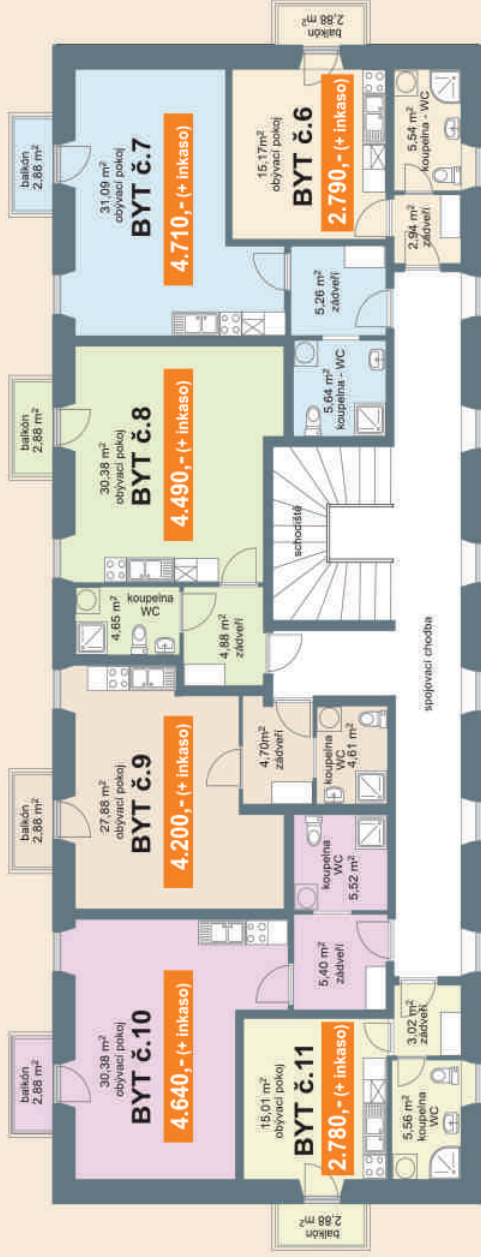 balkón
2,88 m²
30,38 m²
obývací pokoj
BYT č.10
4.640,- (+ inkaso)
balkón
2,88 m²
27,88 m²
obývací pokoj
BYT č.9
4.200,- (+ inkaso)
balkón
2,88 m²
30,38 m²
obývací pokoj
BYT č.8
4.490,- (+ inkaso)
balkón
2,88 m²
31,09 m²
obývací pokoj
BYT č.7
4.710,- (+ inkaso)
balkón
2,88 m²
15,17m²
obývací pokoj
BYT č.6
2.790,- (+ inkaso)
balkón
2,88 m²
15,01 m²
obývací pokoj
BYT č.11
2.780,- (+ inkaso)
5,40 m²
zádveří
koupelna
WC
5,52 m²
4,70m²
zádveří
koupelna
WC
4,61 m²
4,65 m²
koupelna
WC
4,88 m²
zádveří
schodiště
5,64 m²
koupelna - WC
5,26 m²
zádveří
2,94 m²
zádveří
5,54 m²
koupelna - WC
5,56 m²
koupelna
WC
3,02 m²
zádveří
spojovací chodba